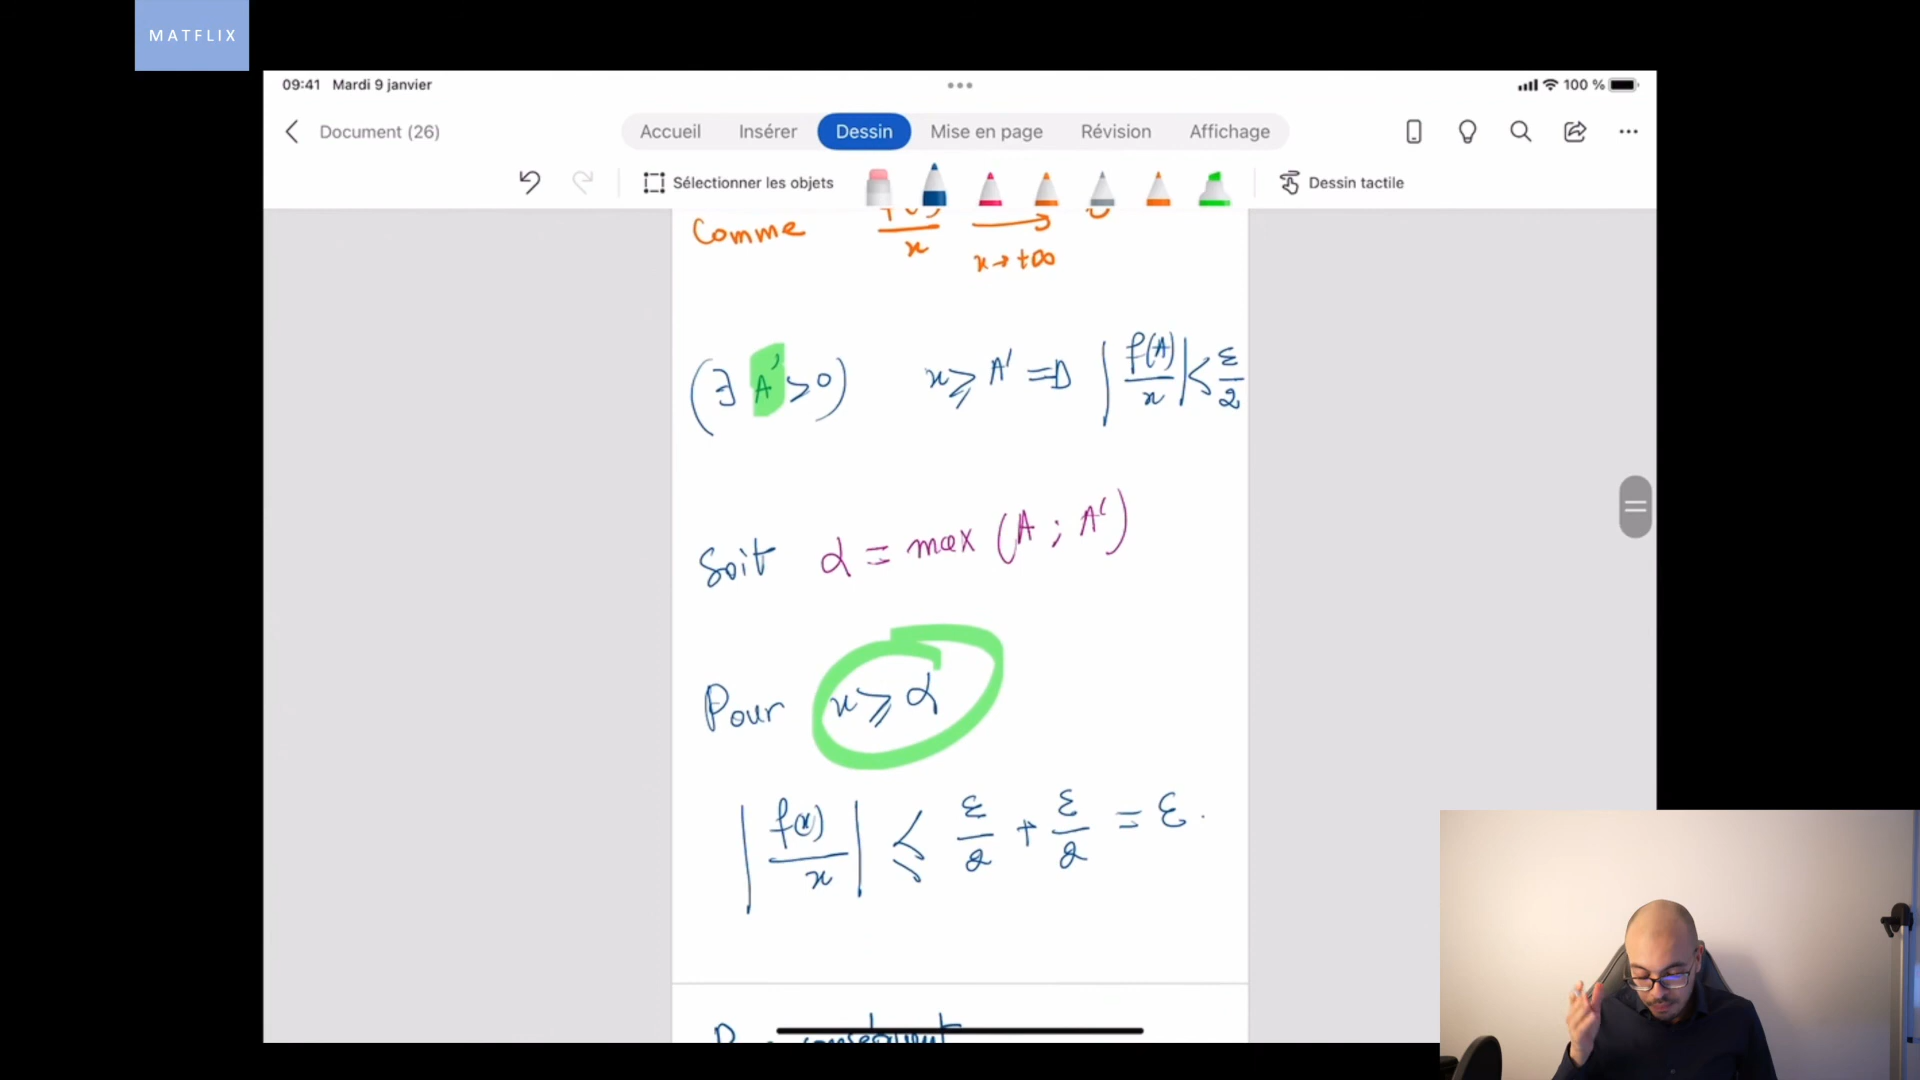 MATFLIX
09:41 Mardi 9 janvier ••• 100 %
Document (26) Accueil Insérer Dessin Mise en page Révision Affichage
Sélectionner les objets Dessin tactile
Comme x x→+∞
(∃ A' > 0) x ⩾ A' => |f(A)/x| ⩽ ε/2
Soit α = max (A ; A')
Pour x ⩾ α
|f(x)/x| ⩽ ε/2 + ε/2 = ε.